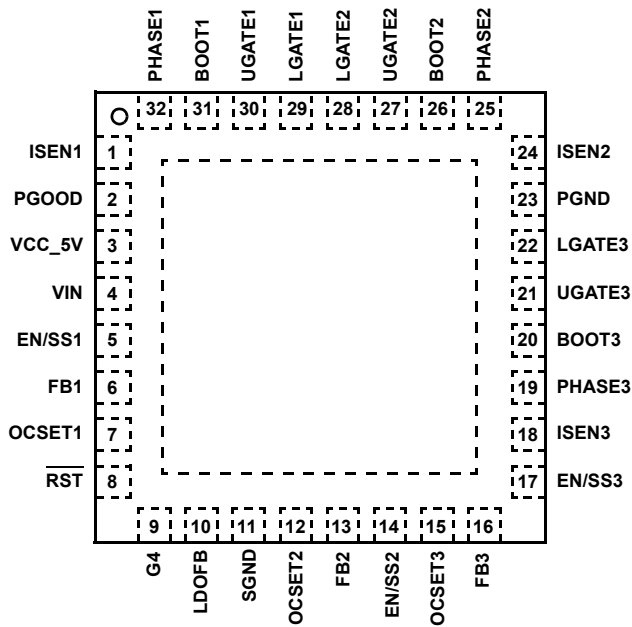 PHASE1
BOOT1
UGATE1
LGATE1
LGATE2
UGATE2
BOOT2
PHASE2
32 31 30 29 28 27 26 25
ISEN1 1 24 ISEN2
PGOOD 2 23 PGND
VCC_5V 3 22 LGATE3
VIN 4 21 UGATE3
EN/SS1 5 20 BOOT3
FB1 6 19 PHASE3
OCSET1 7 18 ISEN3
RST 8 17 EN/SS3
9 10 11 12 13 14 15 16
G4
LDOFB
SGND
OCSET2
FB2
EN/SS2
OCSET3
FB3